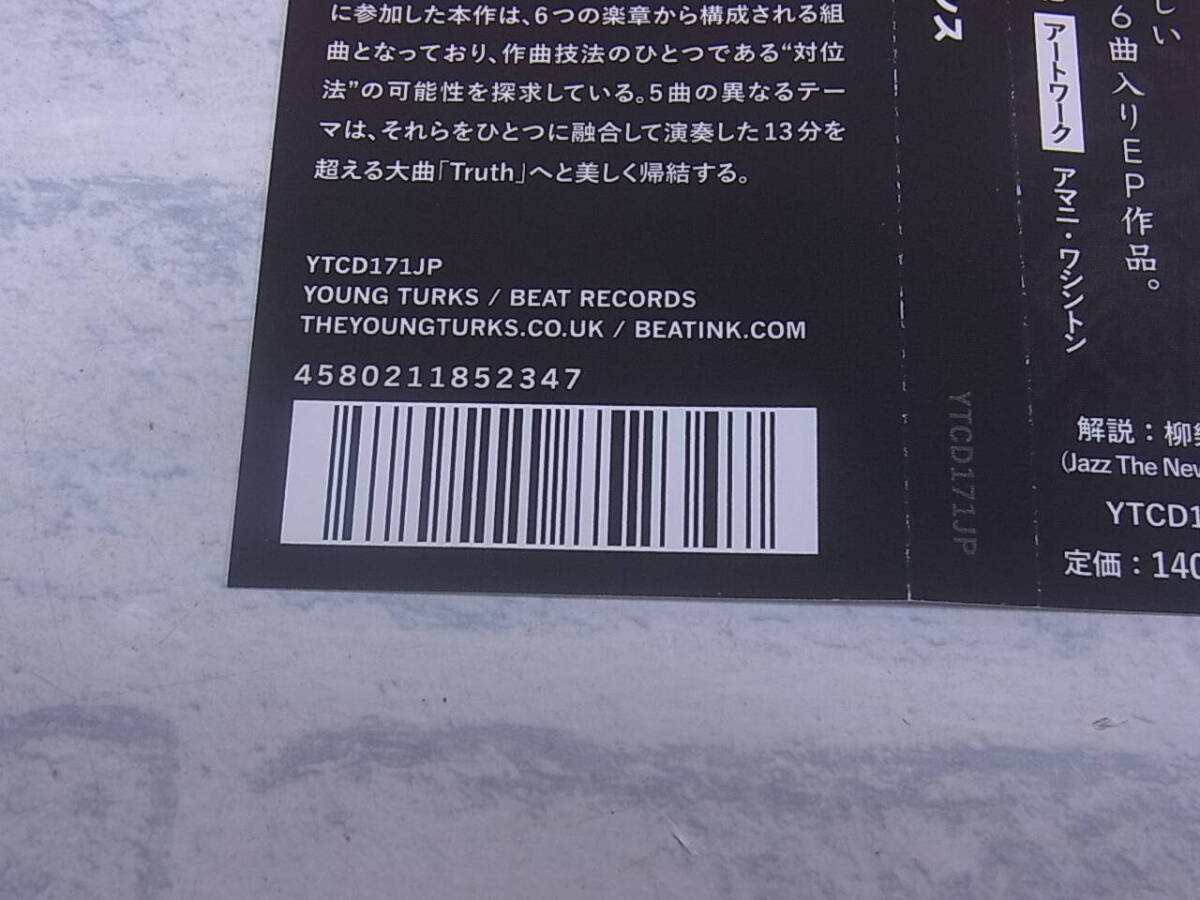 に参加した本作は、6つの楽章から構成される組
曲となっており、作曲技法のひとつである“対位
法”の可能性を探求している。5曲の異なるテー
マは、それらをひとつに融合して演奏した13分を
超える大曲「Truth」へと美しく帰結する。
YTCD171JP
YOUNG TURKS / BEAT RECORDS
THEYOUNGTURKS.CO.UK / BEATINK.COM
4580211852347
ンス
YTCD171JP
しい
6曲入りEP作品。
アートワーク アマニ・ワシントン
解説：柳樂
(Jazz The New
YTCD1
定価：140